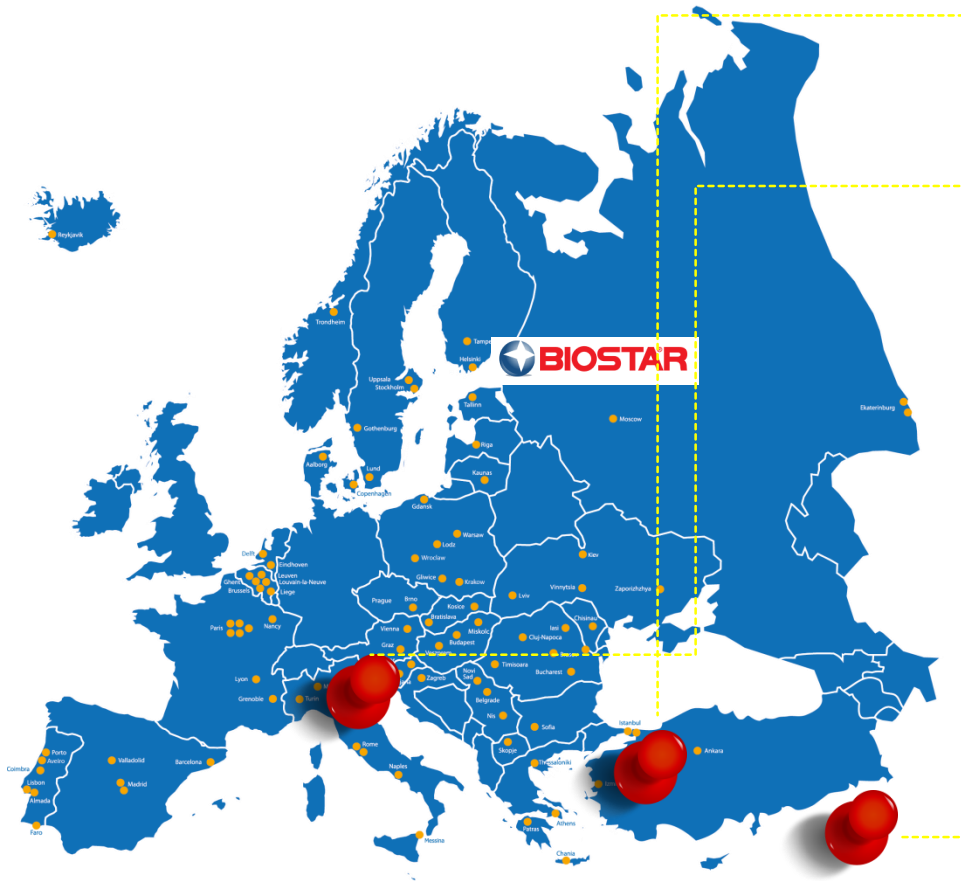 Reykjavik
Trondheim
Tampe
Helsinki
BIOSTAR
Uppsala
Stockholm
Tallinn
Ekaterinburg
Moscow
Gothenburg
Riga
Aalborg
Lund
Kaunas
Copenhagen
Gdansk
Warsaw
Lodz
Delft
Kiev
Wroclaw
Eindhoven
Leuven
Ghent
Gliwice
Krakow
Louvain-la-Neuve
Brussels
Liege
Vinnytsia
Zaporizhzhya
Lviv
Prague
Brno
Kosice
Bratislava
Chisinau
Paris
Nancy
Vienna
Miskolc
Iasi
Cluj-Napoca
Budapest
Graz
Timisoara
Bucharest
Lyon
Zagreb
Novi
Sad
Belgrade
Grenoble
Turin
Nis
Istanbul
Sofia
Porto
Aveiro
Rome
Skopje
Ankara
Valladolid
Barcelona
Thessaloniki
Coimbra
Naples
Lisbon
Madrid
Almada
Athens
Patras
Faro
Messina
Chania